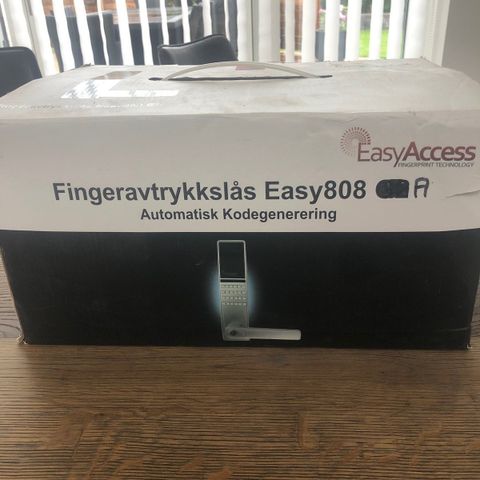 EasyAccess
FINGERPRINT TECHNOLOGY
Fingeravtrykkslås Easy808 A
Automatisk Kodegenerering